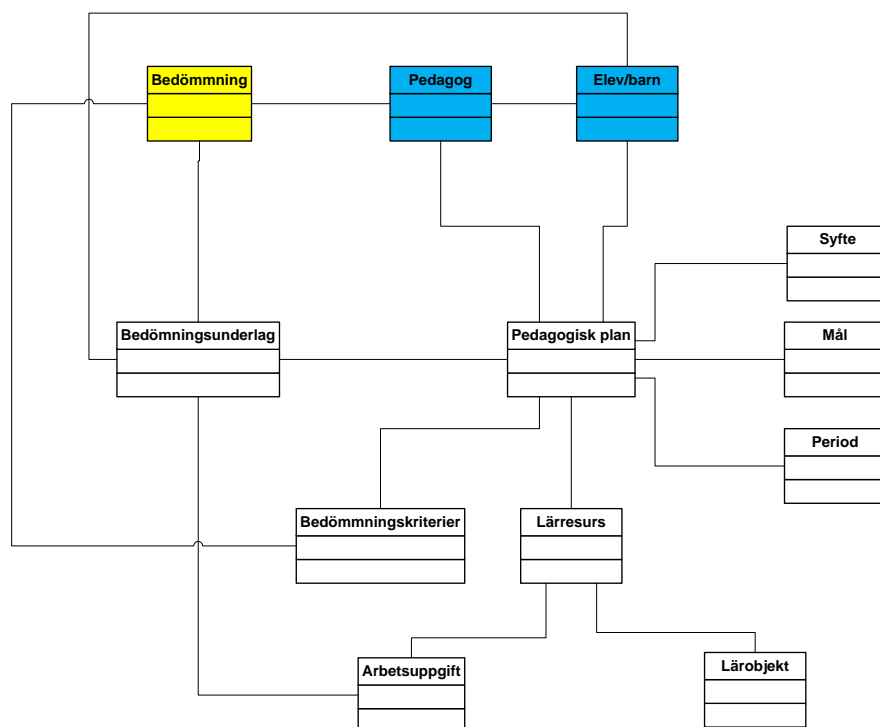 Bedömmning
Pedagog
Elev/barn
Syfte
Bedömningsunderlag
Pedagogisk plan
Mål
Period
Bedömmningskriterier
Lärresurs
Arbetsuppgift
Lärobjekt